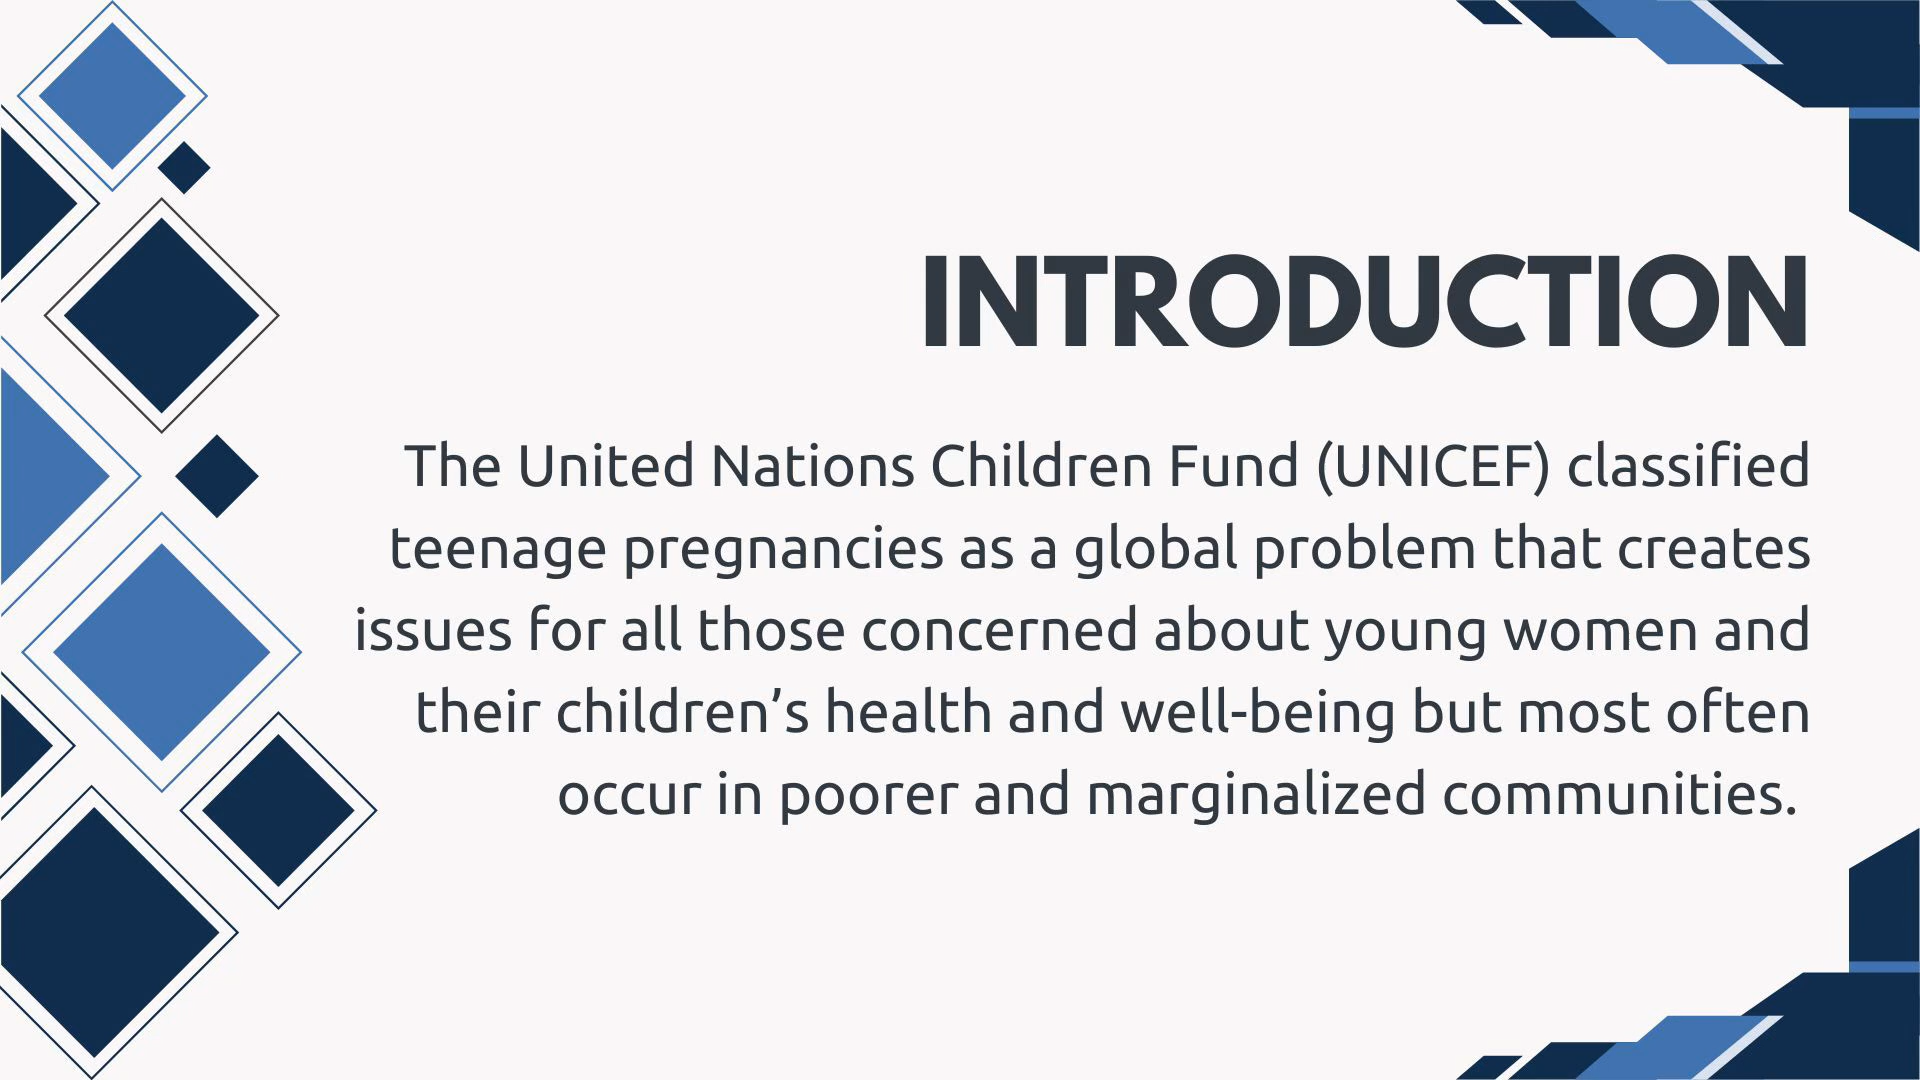 INTRODUCTION
The United Nations Children Fund (UNICEF) classified
teenage pregnancies as a global problem that creates
issues for all those concerned about young women and
their children’s health and well-being but most often
occur in poorer and marginalized communities.